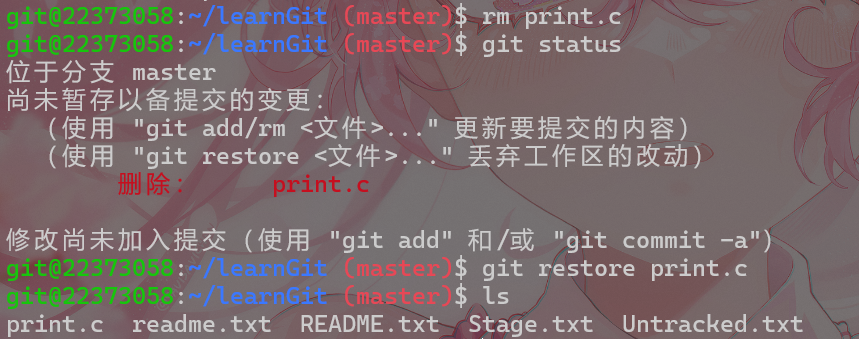 git@22373058:~/learnGit (master)$ rm print.c
git@22373058:~/learnGit (master)$ git status
位于分支 master
尚未暂存以备提交的变更：
（使用 "git add/rm <文件>..." 更新要提交的内容）
（使用 "git restore <文件>..." 丢弃工作区的改动）
删除： print.c
修改尚未加入提交（使用 "git add" 和/或 "git commit -a"）
git@22373058:~/learnGit (master)$ git restore print.c
git@22373058:~/learnGit (master)$ ls
print.c readme.txt README.txt Stage.txt Untracked.txt